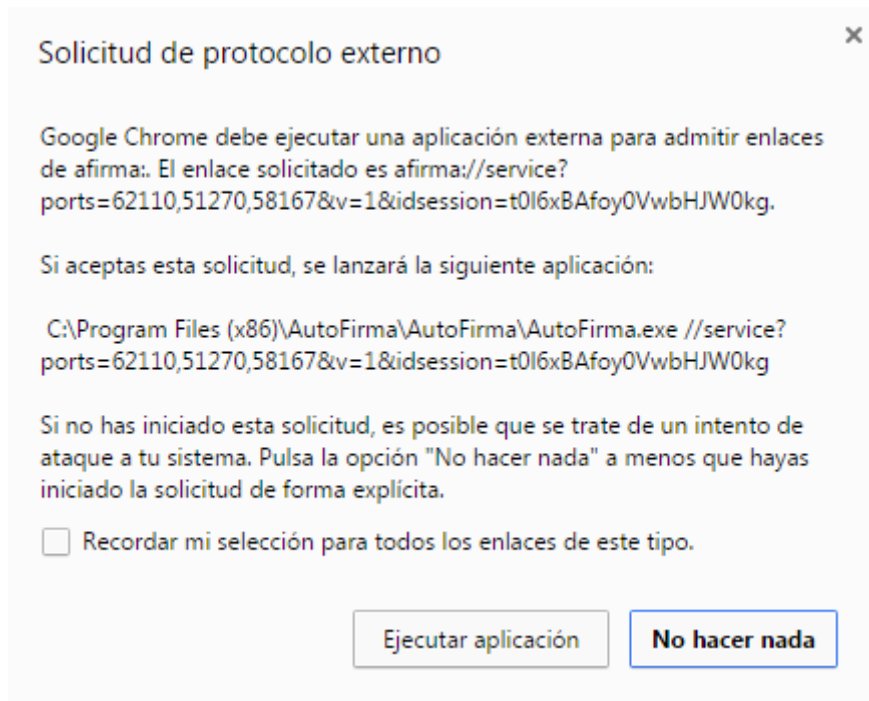 Solicitud de protocolo externo
Google Chrome debe ejecutar una aplicación externa para admitir enlaces
de afirma:. El enlace solicitado es afirma://service?
ports=62110,51270,58167&v=1&idsession=t0I6xBAfoy0VwbHJW0kg.
Si aceptas esta solicitud, se lanzará la siguiente aplicación:
C:\Program Files (x86)\AutoFirma\AutoFirma\AutoFirma.exe //service?
ports=62110,51270,58167&v=1&idsession=t0I6xBAfoy0VwbHJW0kg
Si no has iniciado esta solicitud, es posible que se trate de un intento de
ataque a tu sistema. Pulsa la opción "No hacer nada" a menos que hayas
iniciado la solicitud de forma explícita.
Recordar mi selección para todos los enlaces de este tipo.
Ejecutar aplicación
No hacer nada